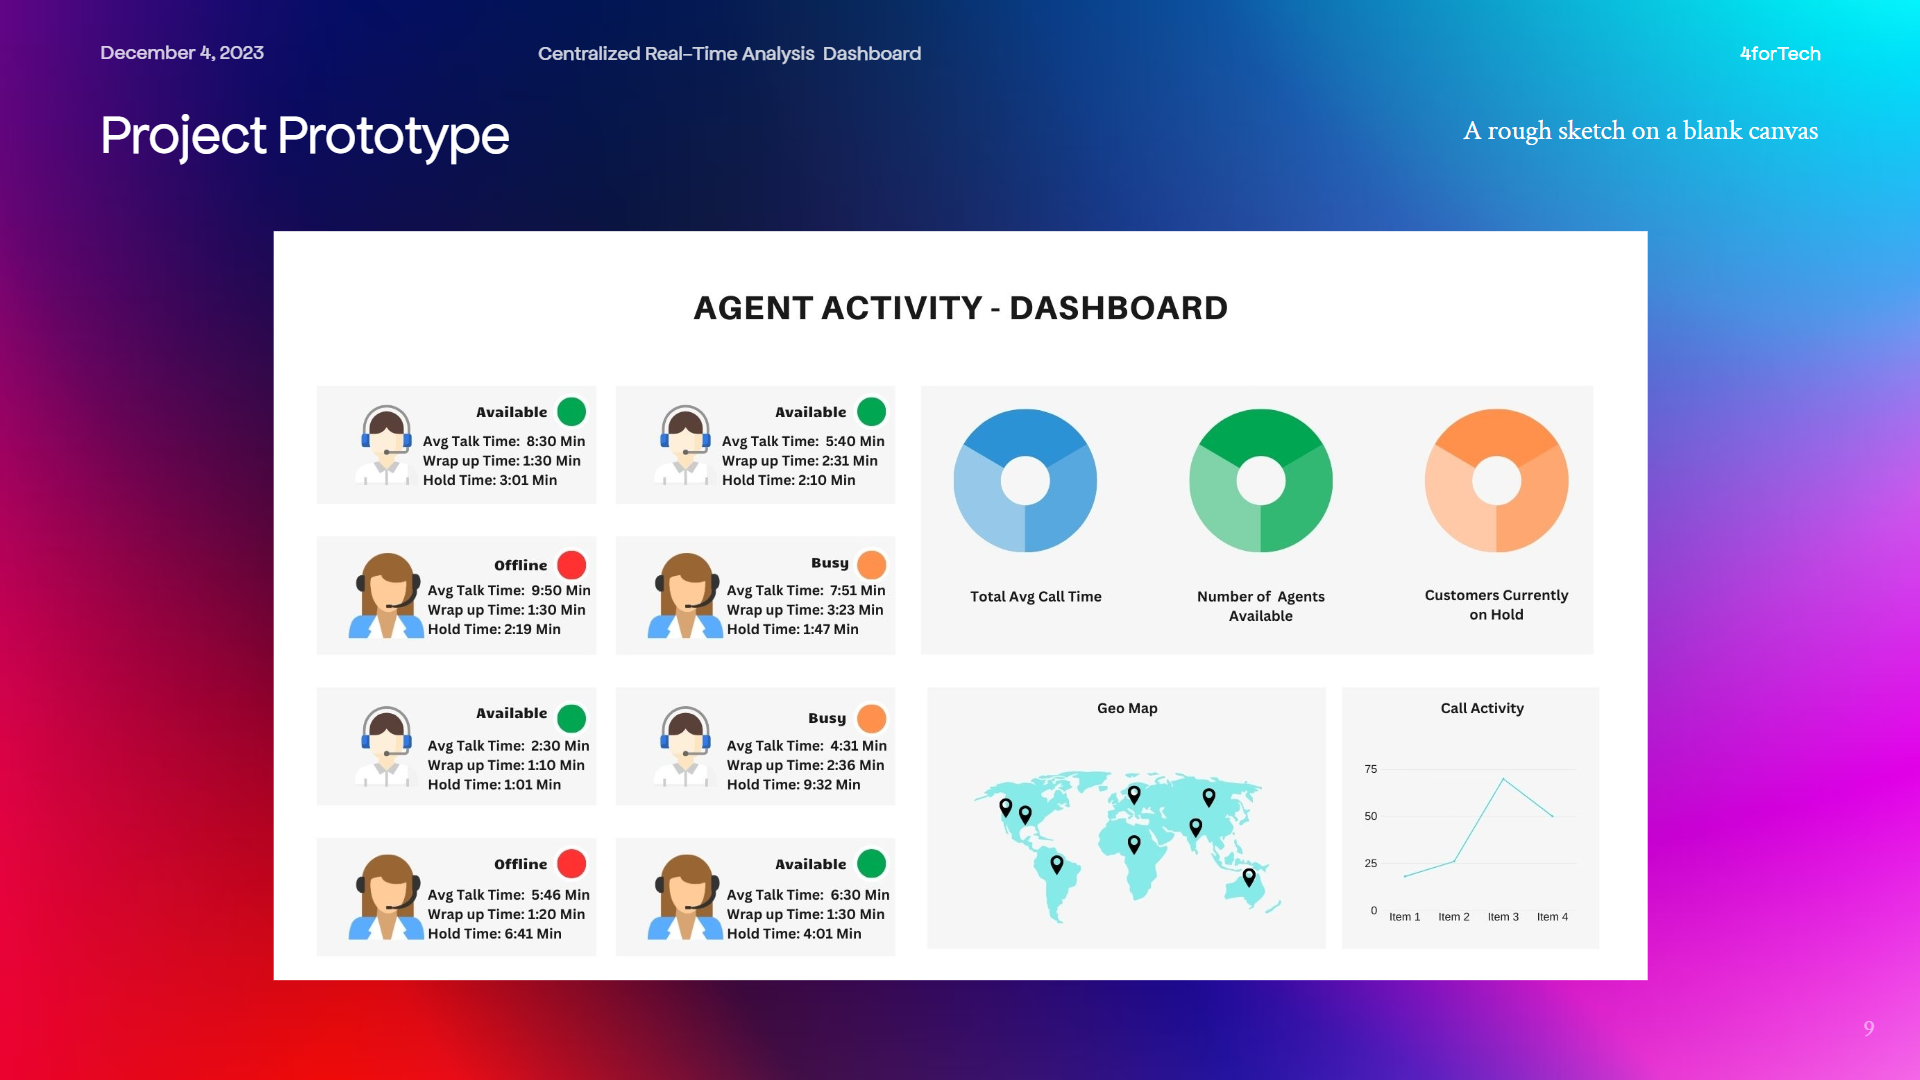 December 4, 2023
Centralized Real-Time Analysis Dashboard
4forTech
Project Prototype
A rough sketch on a blank canvas
AGENT ACTIVITY - DASHBOARD
Available
Avg Talk Time: 8:30 Min
Wrap up Time: 1:30 Min
Hold Time: 3:01 Min
Available
Avg Talk Time: 5:40 Min
Wrap up Time: 2:31 Min
Hold Time: 2:10 Min
Offline
Avg Talk Time: 9:50 Min
Wrap up Time: 1:30 Min
Hold Time: 2:19 Min
Busy
Avg Talk Time: 7:51 Min
Wrap up Time: 3:23 Min
Hold Time: 1:47 Min
Available
Avg Talk Time: 2:30 Min
Wrap up Time: 1:10 Min
Hold Time: 1:01 Min
Busy
Avg Talk Time: 4:31 Min
Wrap up Time: 2:36 Min
Hold Time: 9:32 Min
Offline
Avg Talk Time: 5:46 Min
Wrap up Time: 1:20 Min
Hold Time: 6:41 Min
Available
Avg Talk Time: 6:30 Min
Wrap up Time: 1:30 Min
Hold Time: 4:01 Min
Total Avg Call Time
Number of Agents
Available
Customers Currently
on Hold
Geo Map
Call Activity
75
50
25
0
Item 1
Item 2
Item 3
Item 4
9